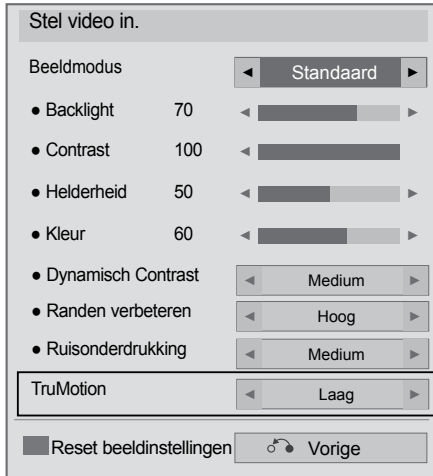 Stel video in.
Beeldmodus ◄ Standaard ►
● Backlight 70 ◄ ►
● Contrast 100 ◄
● Helderheid 50 ◄ ►
● Kleur 60 ◄ ►
● Dynamisch Contrast ◄ Medium ►
● Randen verbeteren ◄ Hoog ►
● Ruisonderdrukking ◄ Medium ►
TruMotion ◄ Laag ►
Reset beeldinstellingen Vorige